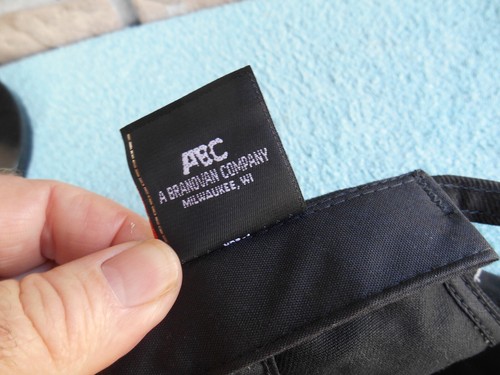 ABC
A BRANOVAN COMPANY
MILWAUKEE, WI